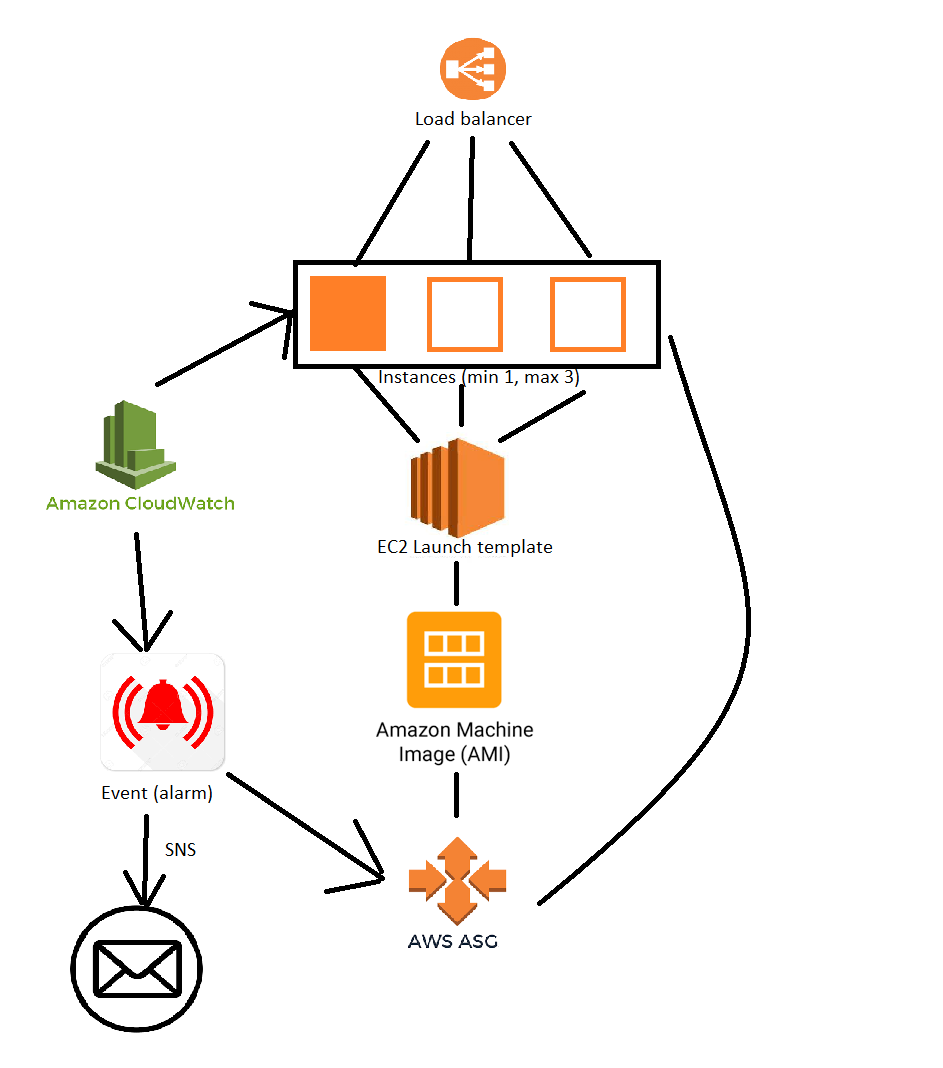 Load balancer
Instances (min 1, max 3)
Amazon CloudWatch
EC2 Launch template
Amazon Machine
Image (AMI)
Event (alarm)
SNS
AWS ASG